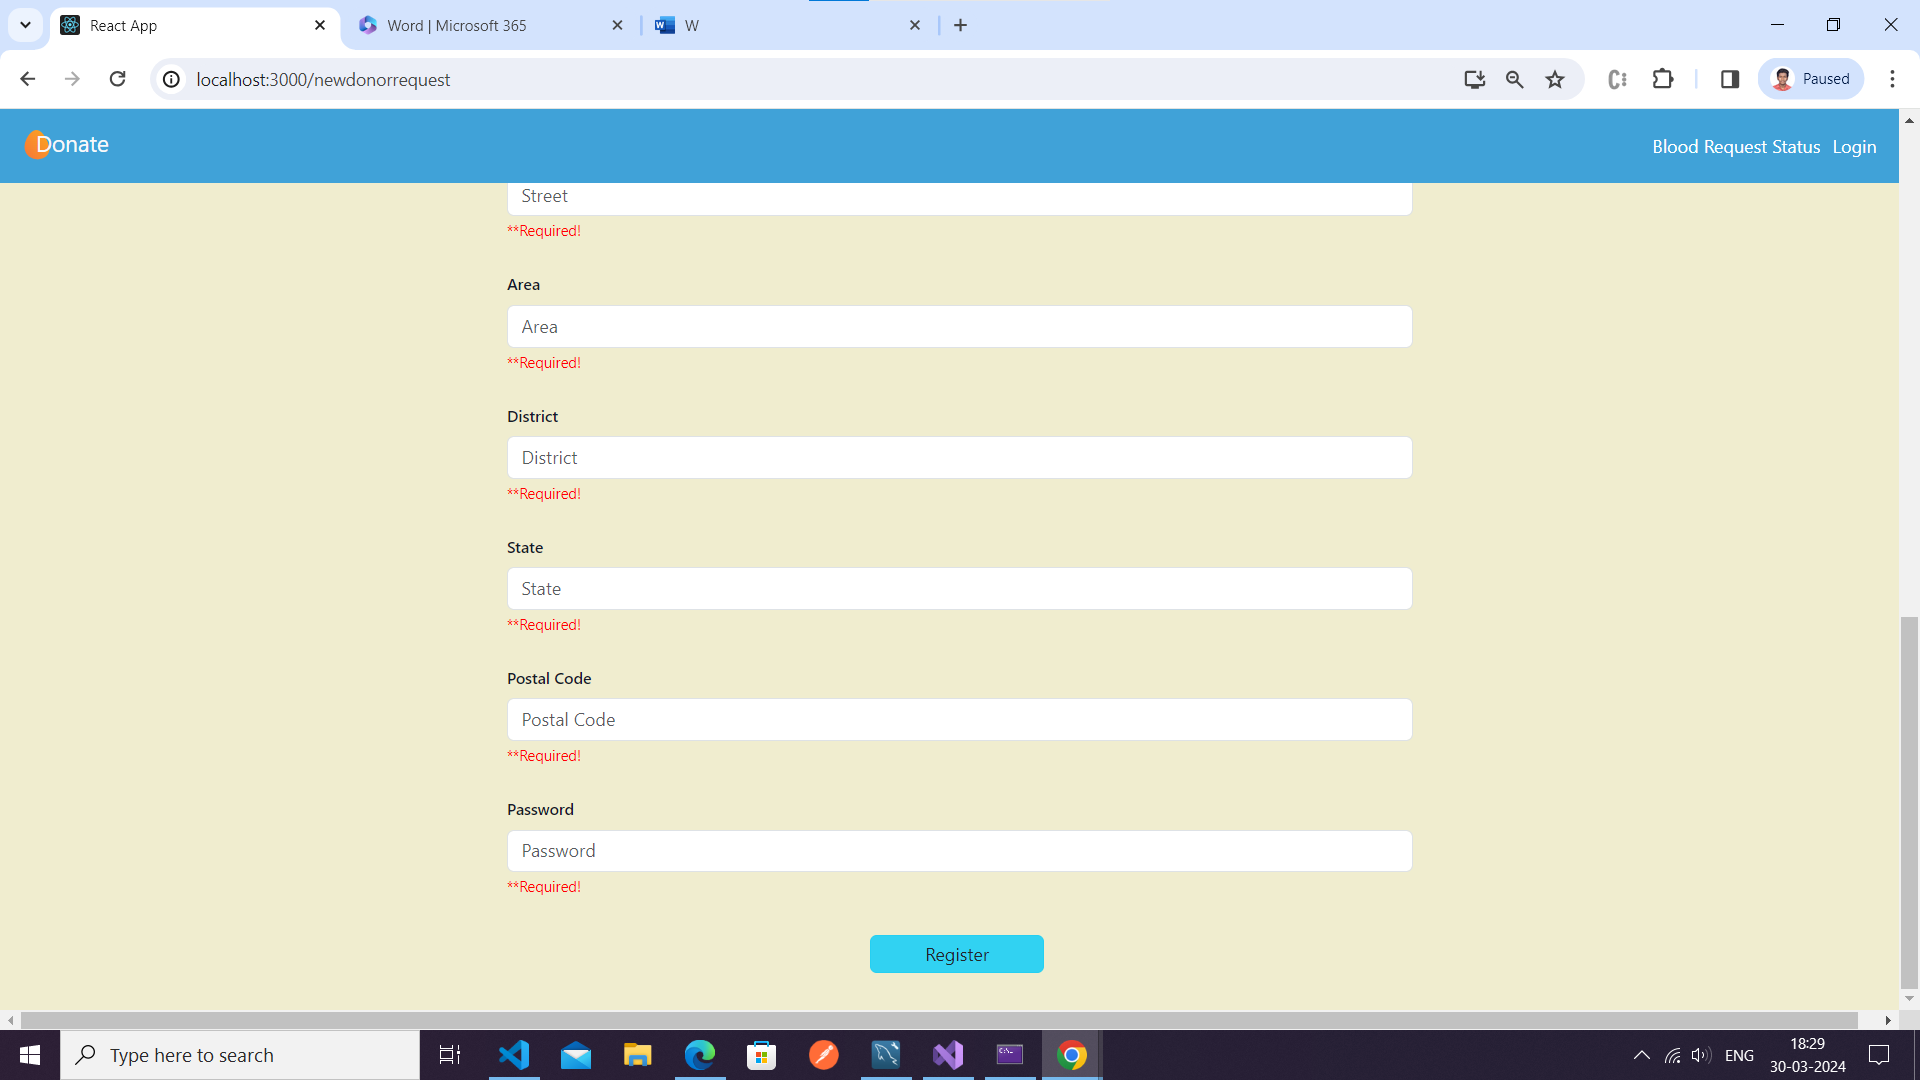 React App
Word | Microsoft 365
W
localhost:3000/newdonorrequest
Paused
Donate
Blood Request Status Login
Street
**Required!
Area
Area
**Required!
District
District
**Required!
State
State
**Required!
Postal Code
Postal Code
**Required!
Password
Password
**Required!
Register
Type here to search
ENG
18:29
30-03-2024